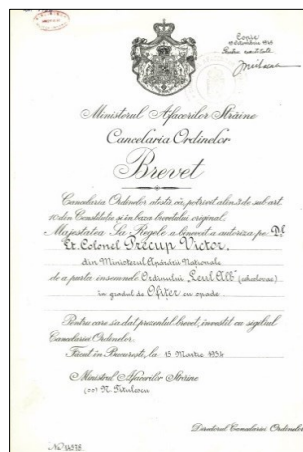 Copie
Ministerul Afacerilor Străine
Cancelaria Ordinelor
Brevet
Cancelaria Ordinelor atestă că, potrivit alin. 3 de sub art.
10 din Constituție și în baza brevetului original,
Majestatea Sa Regele a binevoit a autoriza pe Dl
Lt. Colonel Precup Victor,
din Ministerul Apărării Naționale
de a purta insemnele Ordinului „Leul Alb”
în gradul de Ofițer cu spade
Pentru care s'a dat prezentul brevet, investit cu sigiliul
Cancelariei Ordinelor.
Făcut în București, la 15 Martie 1934
Ministrul Afacerilor Străine
(ss) N. Titulescu
Directorul Cancelariei Ordinelor